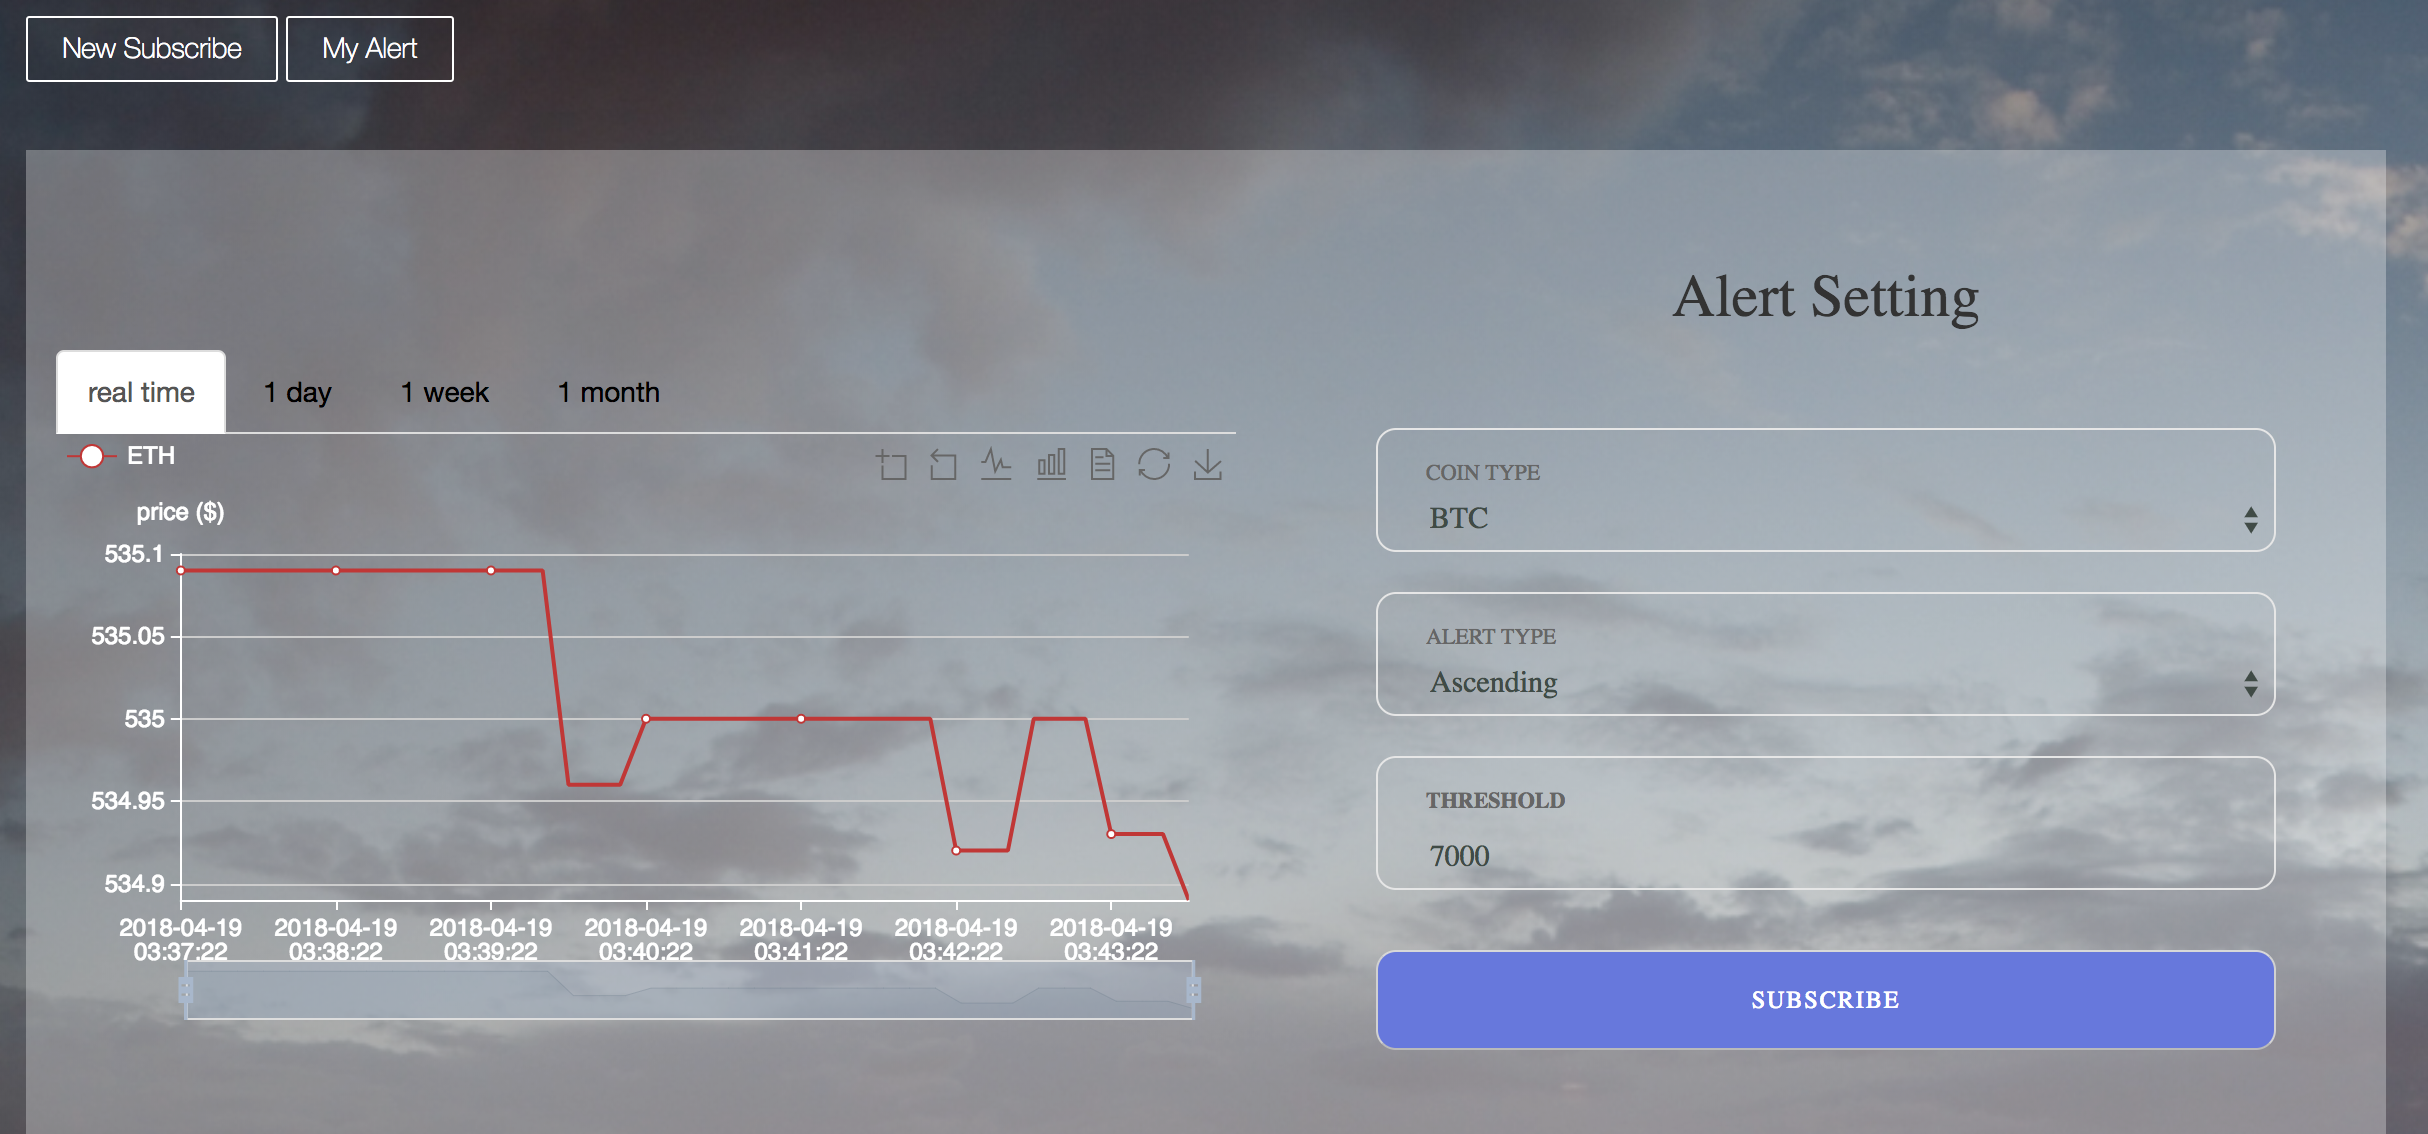 New Subscribe
My Alert
real time
1 day
1 week
1 month
ETH
price ($)
535.1
535.05
535
534.95
534.9
2018-04-19
03:37:22
2018-04-19
03:38:22
2018-04-19
03:39:22
2018-04-19
03:40:22
2018-04-19
03:41:22
2018-04-19
03:42:22
2018-04-19
03:43:22
Alert Setting
COIN TYPE
BTC
ALERT TYPE
Ascending
THRESHOLD
7000
SUBSCRIBE